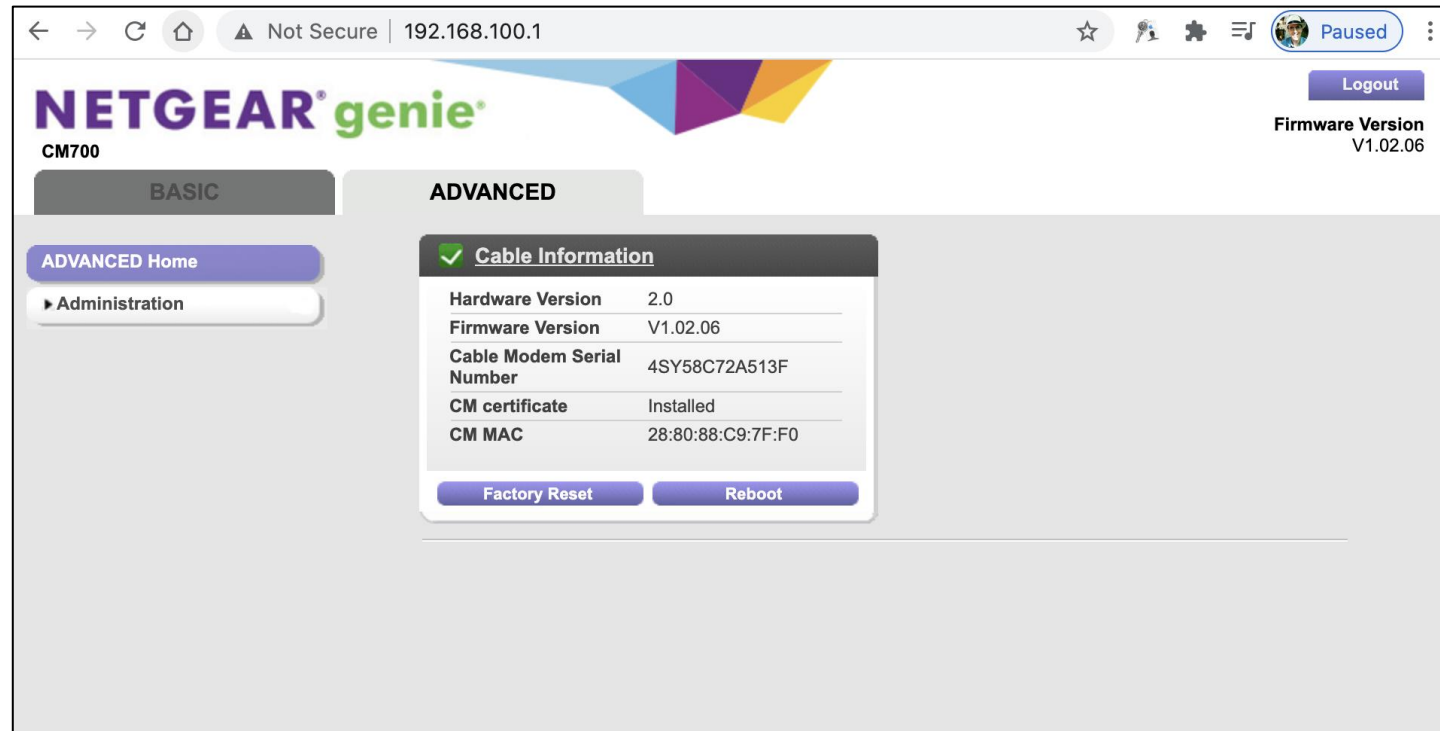 Not Secure | 192.168.100.1
Paused
NETGEAR® genie®
CM700
Logout
Firmware Version
V1.02.06
BASIC
ADVANCED
ADVANCED Home
Administration
Cable Information
Hardware Version 2.0
Firmware Version V1.02.06
Cable Modem Serial
Number 4SY58C72A513F
CM certificate Installed
CM MAC 28:80:88:C9:7F:F0
Factory Reset Reboot